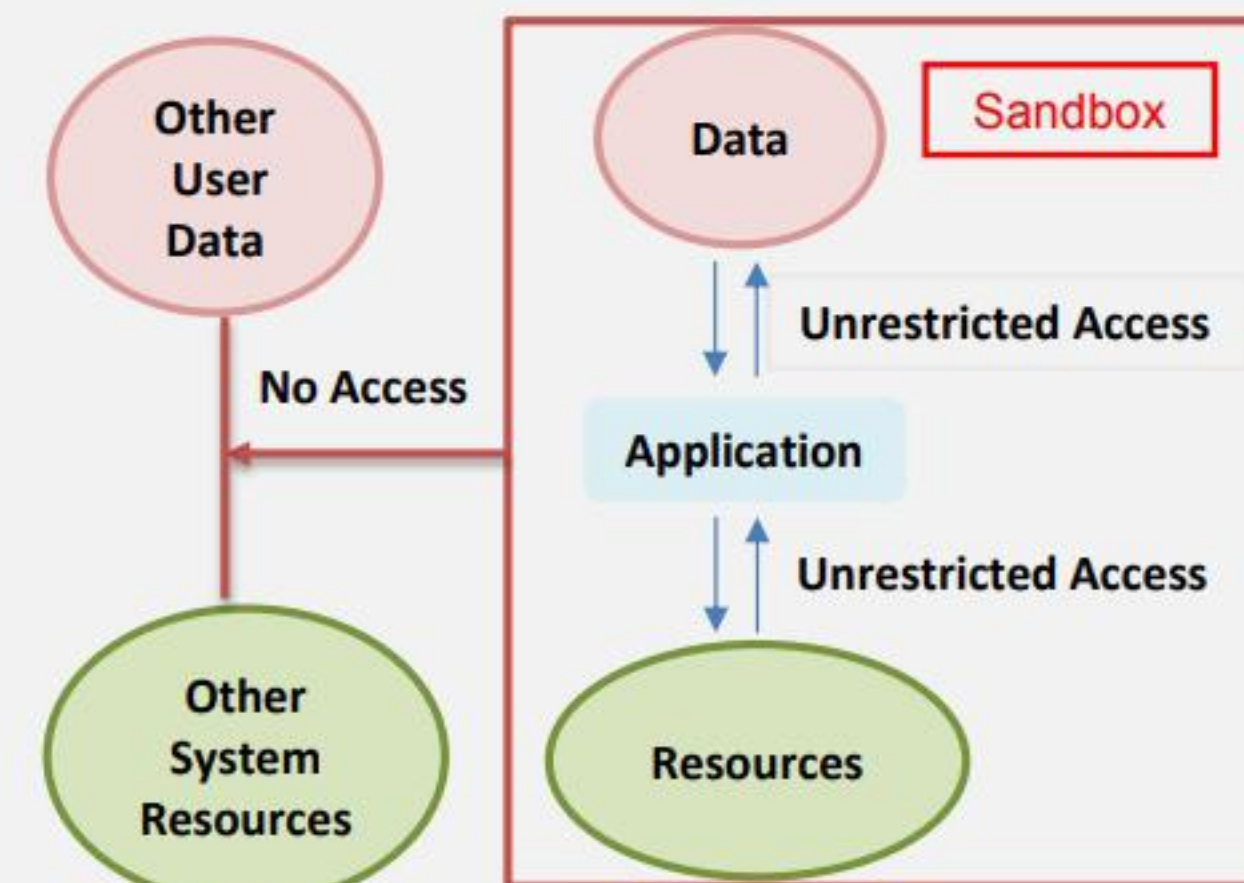 Other
User
Data
No Access
Other
System
Resources
Data
Sandbox
Unrestricted Access
Application
Unrestricted Access
Resources